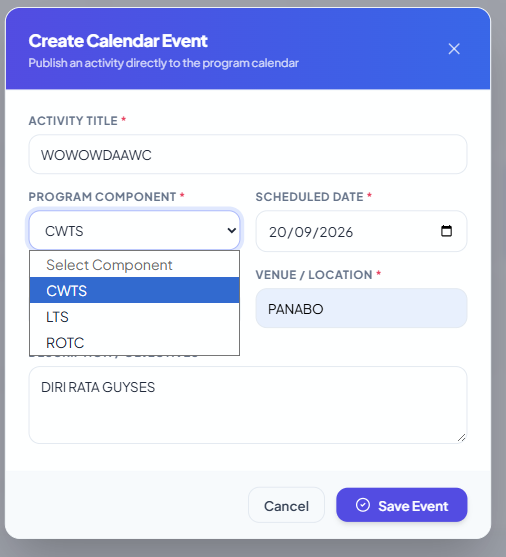 Create Calendar Event
Publish an activity directly to the program calendar
ACTIVITY TITLE *
WOWOWDAAWC
PROGRAM COMPONENT *
CWTS
Select Component
CWTS
LTS
ROTC
SCHEDULED DATE *
20/09/2026
VENUE / LOCATION *
PANABO
DIRI RATA GUYSES
Cancel
Save Event